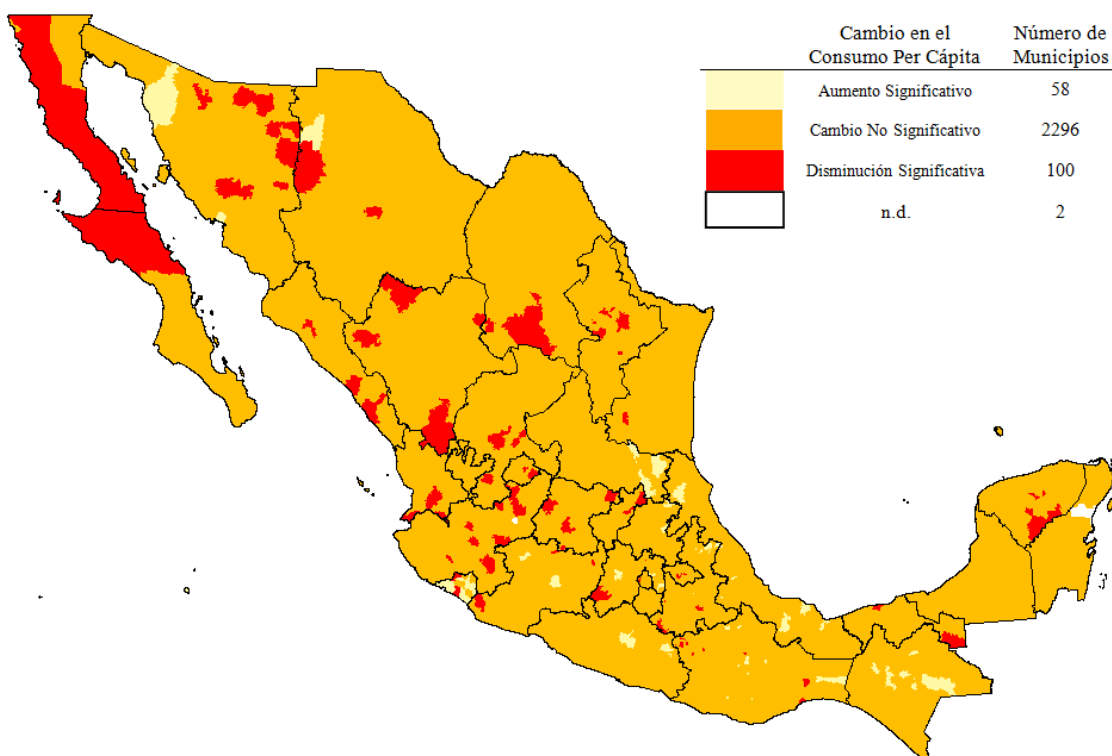 Cambio en el Número de
Consumo Per Cápita Municipios
Aumento Significativo 58
Cambio No Significativo 2296
Disminución Significativa 100
n.d. 2